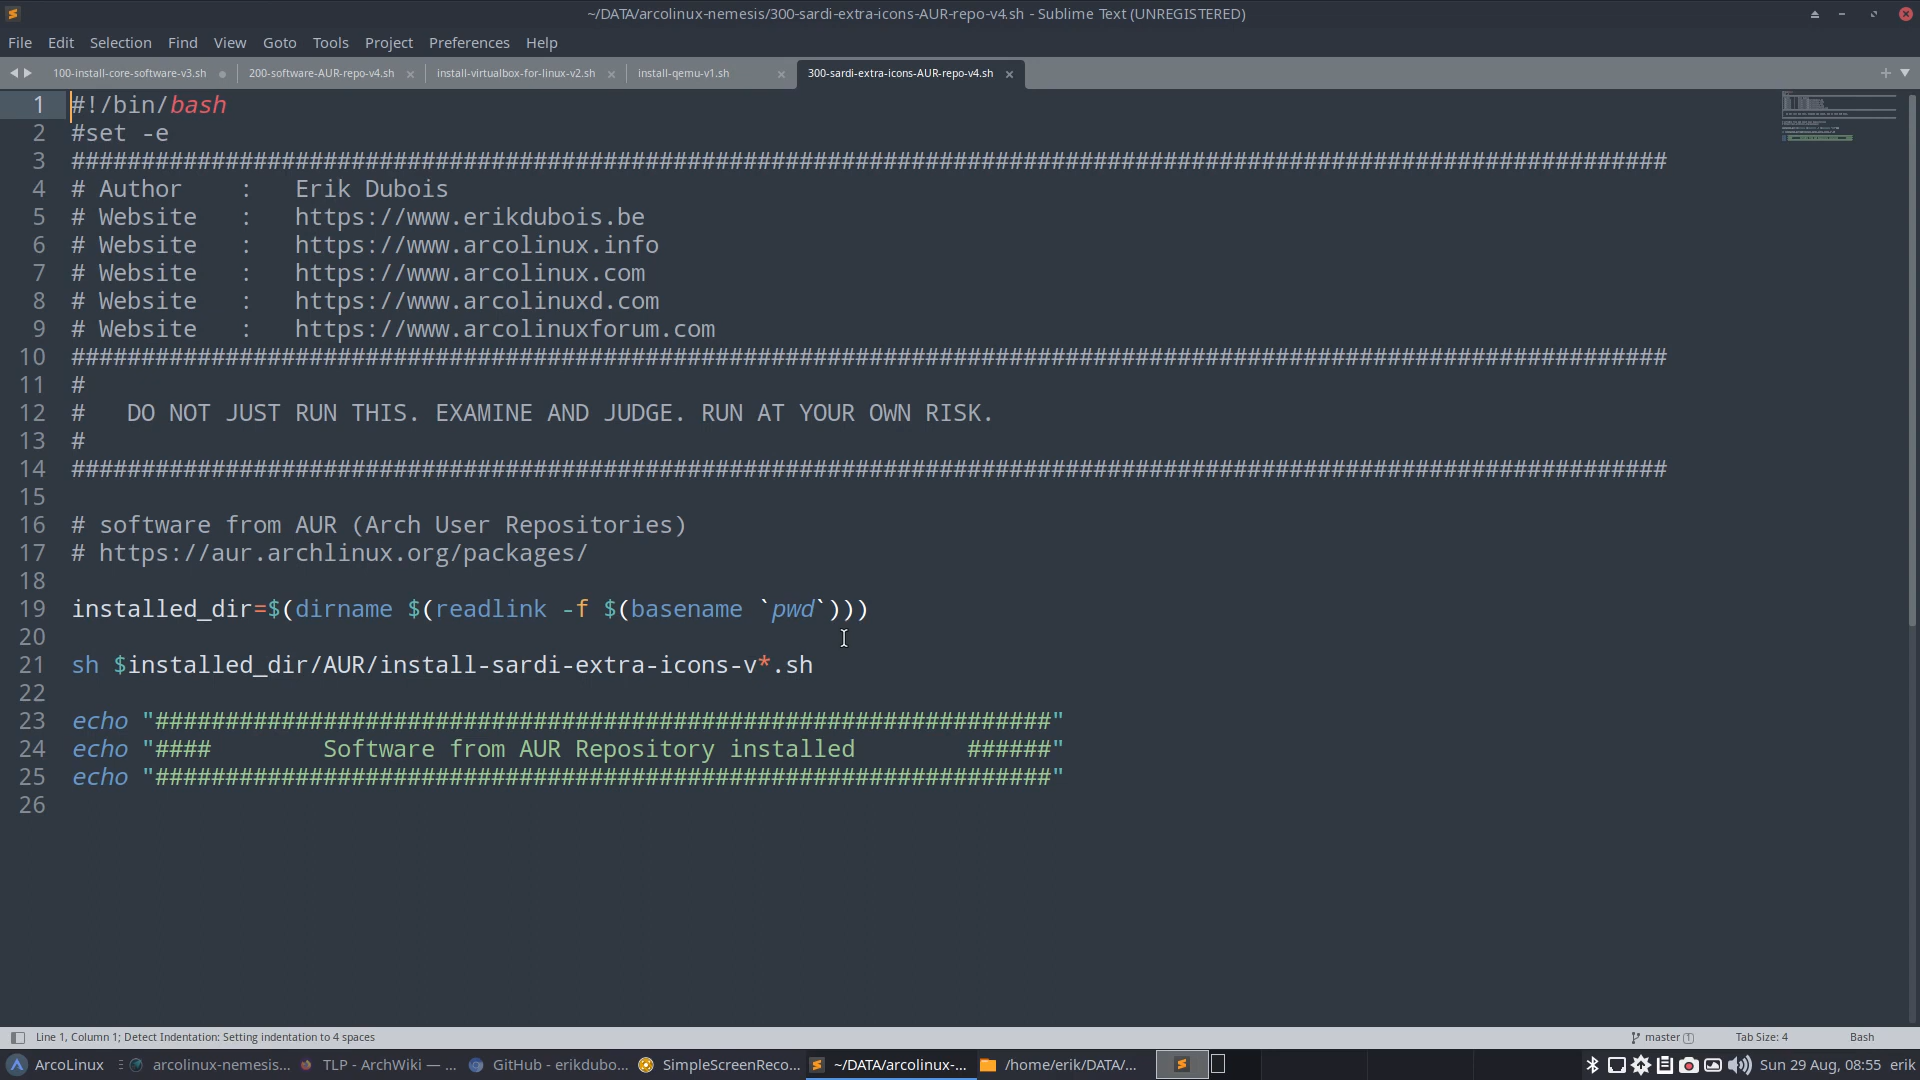 ~/DATA/arcolinux-nemesis/300-sardi-extra-icons-AUR-repo-v4.sh - Sublime Text (UNREGISTERED)
File Edit Selection Find View Goto Tools Project Preferences Help
100-install-core-software-v3.sh 200-software-AUR-repo-v4.sh install-virtualbox-for-linux-v2.sh install-qemu-v1.sh 300-sardi-extra-icons-AUR-repo-v4.sh
1 #!/bin/bash
2 #set -e
3 ##################################################################################################################
4 # Author : Erik Dubois
5 # Website : https://www.erikdubois.be
6 # Website : https://www.arcolinux.info
7 # Website : https://www.arcolinux.com
8 # Website : https://www.arcolinuxd.com
9 # Website : https://www.arcolinuxforum.com
10 ##################################################################################################################
11 #
12 # DO NOT JUST RUN THIS. EXAMINE AND JUDGE. RUN AT YOUR OWN RISK.
13 #
14 ##################################################################################################################
15
16 # software from AUR (Arch User Repositories)
17 # https://aur.archlinux.org/packages/
18
19 installed_dir=$(dirname $(readlink -f $(basename `pwd`)))
20
21 sh $installed_dir/AUR/install-sardi-extra-icons-v*.sh
22
23 echo "################################################################"
24 echo "####        Software from AUR Repository installed        ######"
25 echo "################################################################"
26
Line 1, Column 1; Detect Indentation: Setting indentation to 4 spaces master 1 Tab Size: 4 Bash
ArcoLinux arcolinux-nemesis... TLP - ArchWiki — ... GitHub - erikdubo... SimpleScreenReco... ~/DATA/arcolinux-... /home/erik/DATA/... Sun 29 Aug, 08:55 erik